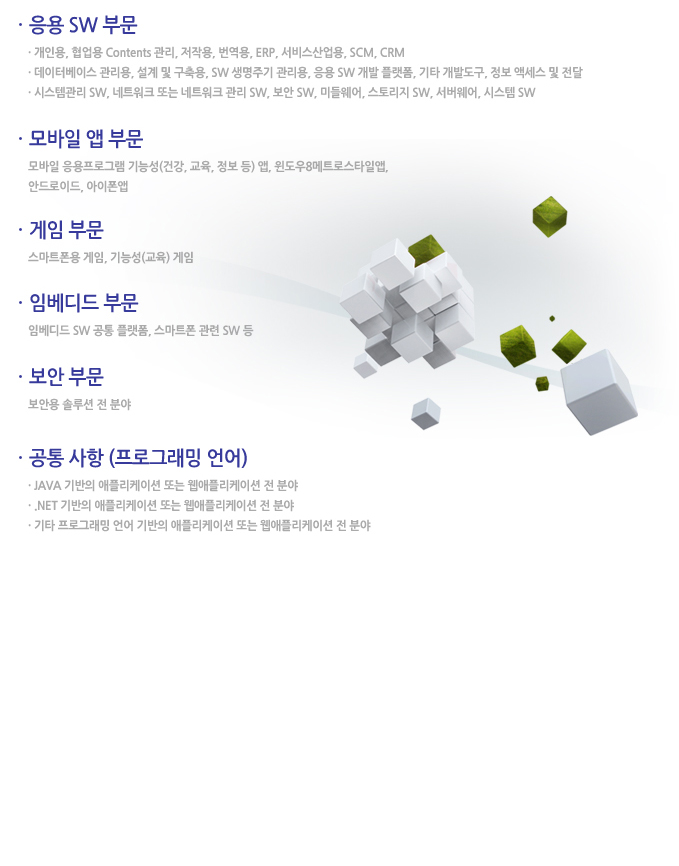 · 응용 SW 부문
· 개인용, 협업용 Contents 관리, 저작용, 번역용, ERP, 서비스산업용, SCM, CRM
· 데이터베이스 관리용, 설계 및 구축용, SW 생명주기 관리용, 응용 SW 개발 플랫폼, 기타 개발도구, 정보 액세스 및 전달
· 시스템관리 SW, 네트워크 또는 네트워크 관리 SW, 보안 SW, 미들웨어, 스토리지 SW, 서버웨어, 시스템 SW
· 모바일 앱 부문
모바일 응용프로그램 기능성(건강, 교육, 정보 등) 앱, 윈도우8메트로스타일앱,
안드로이드, 아이폰앱
· 게임 부문
스마트폰용 게임, 기능성(교육) 게임
· 임베디드 부문
임베디드 SW 공통 플랫폼, 스마트폰 관련 SW 등
· 보안 부문
보안용 솔루션 전 분야
· 공통 사항 (프로그래밍 언어)
· JAVA 기반의 애플리케이션 또는 웹애플리케이션 전 분야
· .NET 기반의 애플리케이션 또는 웹애플리케이션 전 분야
· 기타 프로그래밍 언어 기반의 애플리케이션 또는 웹애플리케이션 전 분야